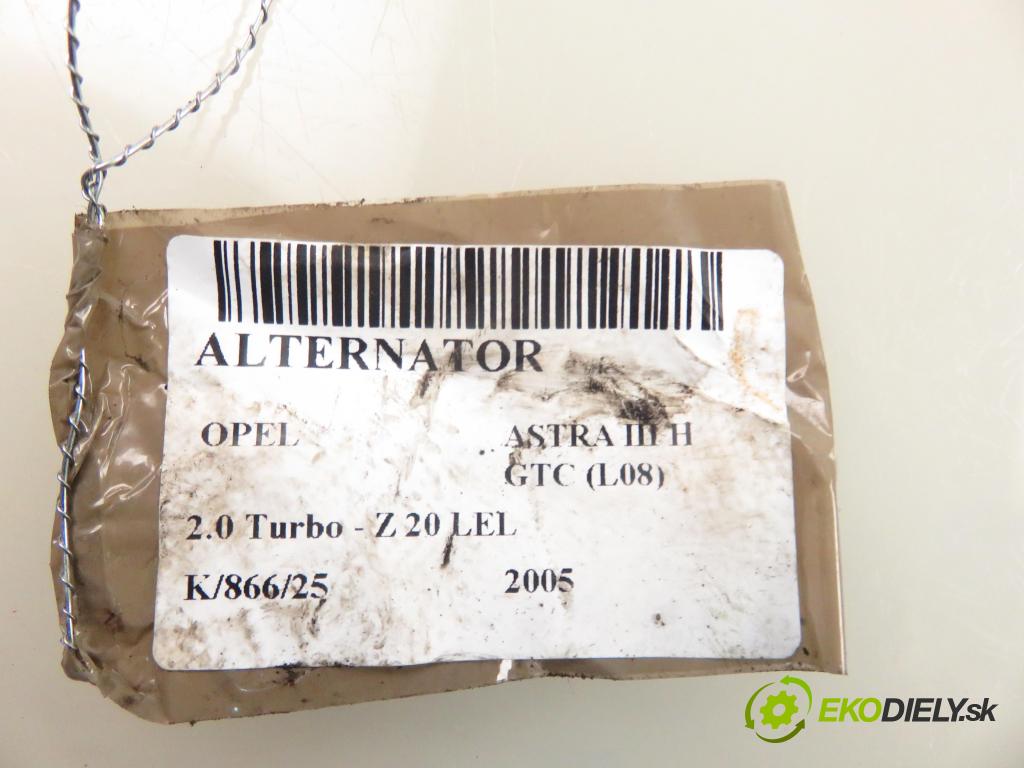 ALTERNATOR
OPEL ASTRA III H
GTC (L08)
2.0 Turbo - Z 20 LEL
K/866/25 2005
EKODIELY.sk